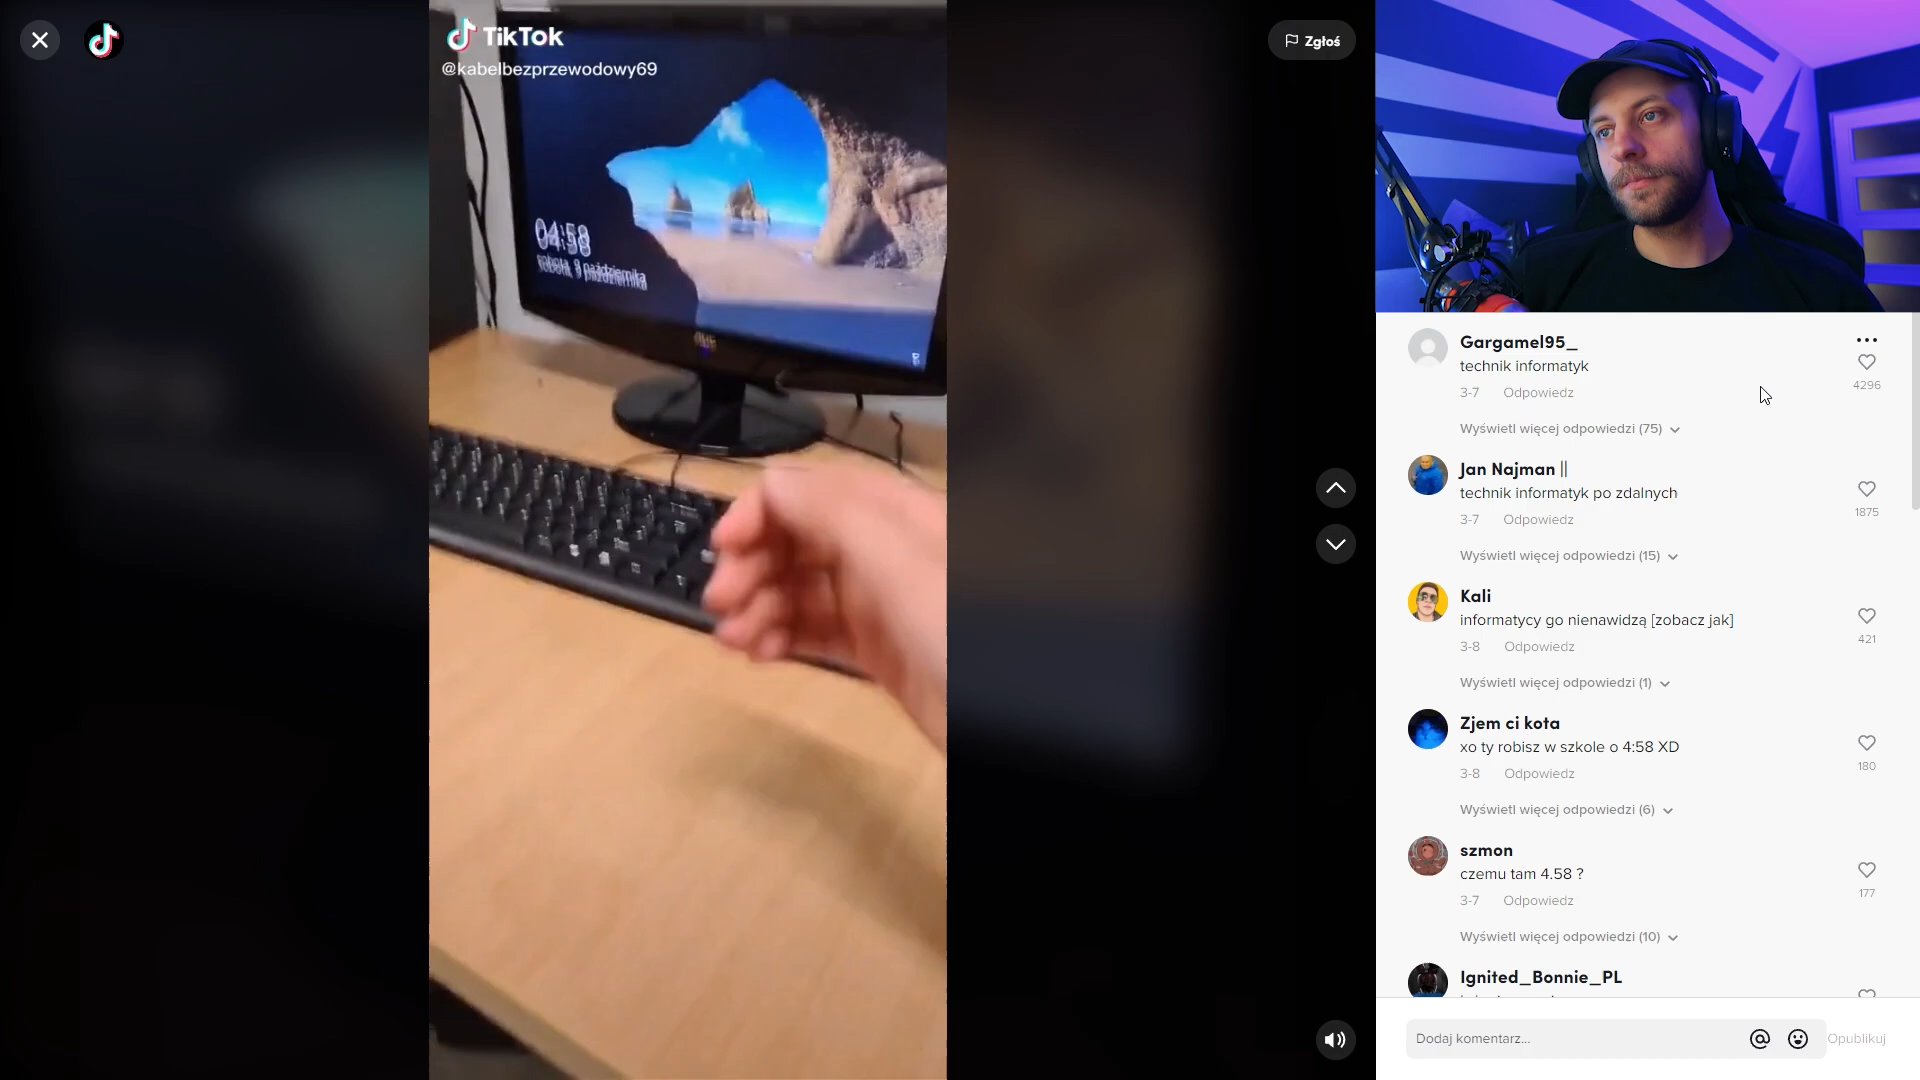 TikTok
@kabelbezprzewodowy69
Zgłoś
04:58
sobota, 9 października
Gargamel95_
technik informatyk
3-7 Odpowiedz
4296
Wyświetl więcej odpowiedzi (75)
Jan Najman ||
technik informatyk po zdalnych
3-7 Odpowiedz
1875
Wyświetl więcej odpowiedzi (15)
Kali
informatycy go nienawidzą [zobacz jak]
3-8 Odpowiedz
421
Wyświetl więcej odpowiedzi (1)
Zjem ci kota
xo ty robisz w szkole o 4:58 XD
3-8 Odpowiedz
180
Wyświetl więcej odpowiedzi (6)
szmon
czemu tam 4.58 ?
3-7 Odpowiedz
177
Wyświetl więcej odpowiedzi (10)
Ignited_Bonnie_PL
Dodaj komentarz...
Opublikuj